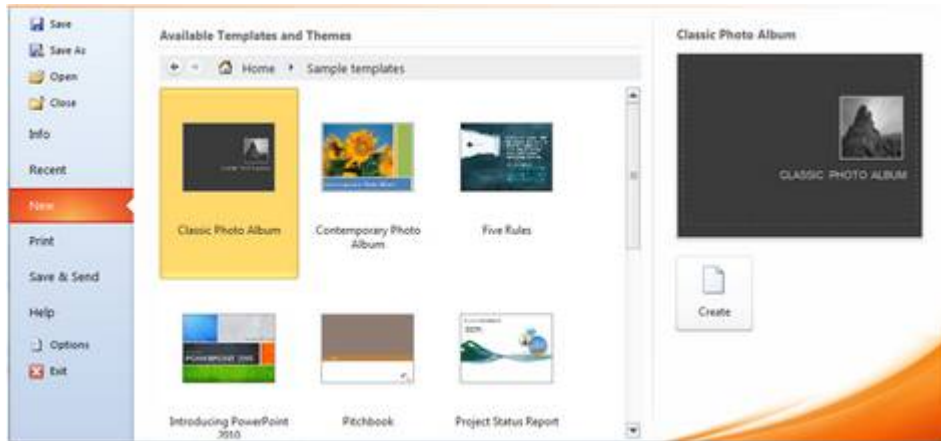 Save
Save As
Open
Close
Info
Recent
New
Print
Save & Send
Help
Options
Exit
Available Templates and Themes
Home
Sample templates
Classic Photo Album
Contemporary Photo
Album
Five Rules
POWERPOINT 2010
Introducing PowerPoint
2010
Pitchbook
Project Status Report
Classic Photo Album
CLASSIC PHOTO ALBUM
Create